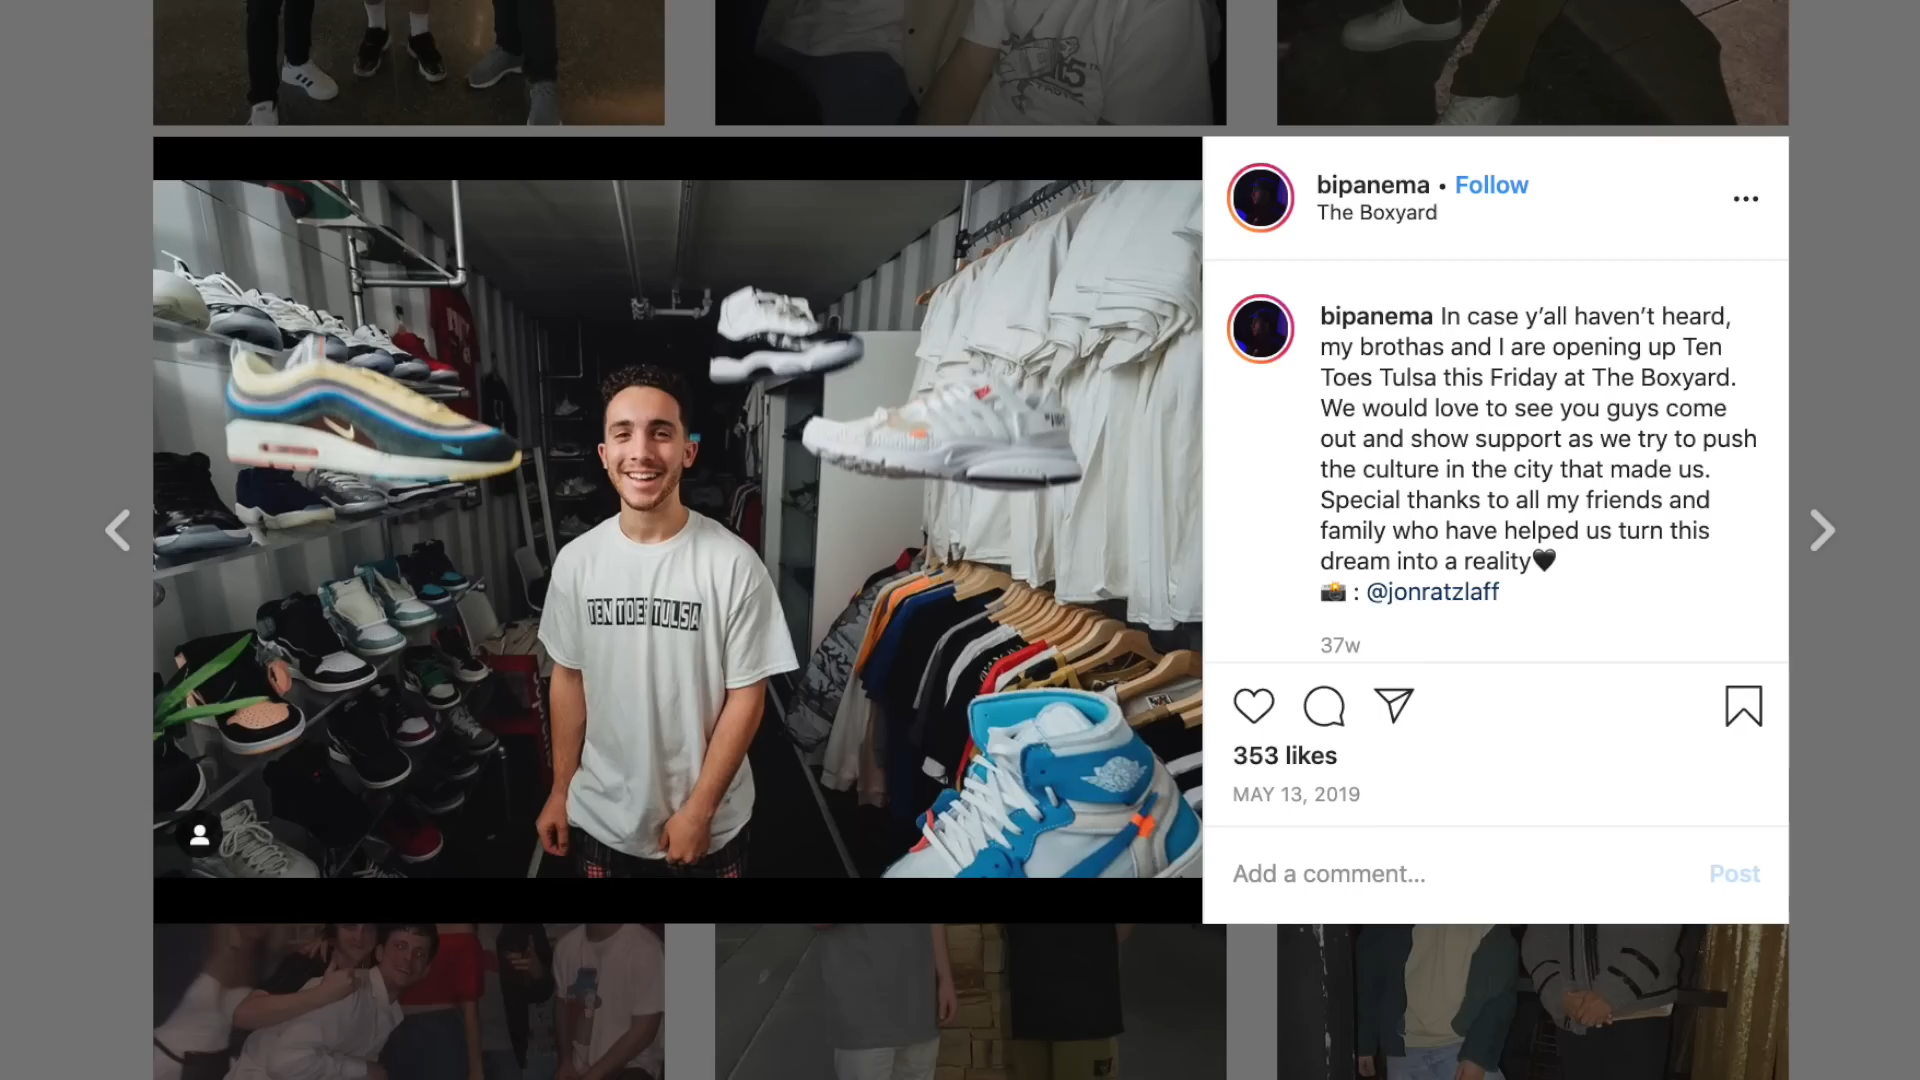 15
TEN TOES TULSA
bipanema • Follow
The Boxyard
bipanema In case y’all haven’t heard,
my brothas and I are opening up Ten
Toes Tulsa this Friday at The Boxyard.
We would love to see you guys come
out and show support as we try to push
the culture in the city that made us.
Special thanks to all my friends and
family who have helped us turn this
dream into a reality🖤
📸 : @jonratzlaff
37w
353 likes
MAY 13, 2019
Add a comment...
Post